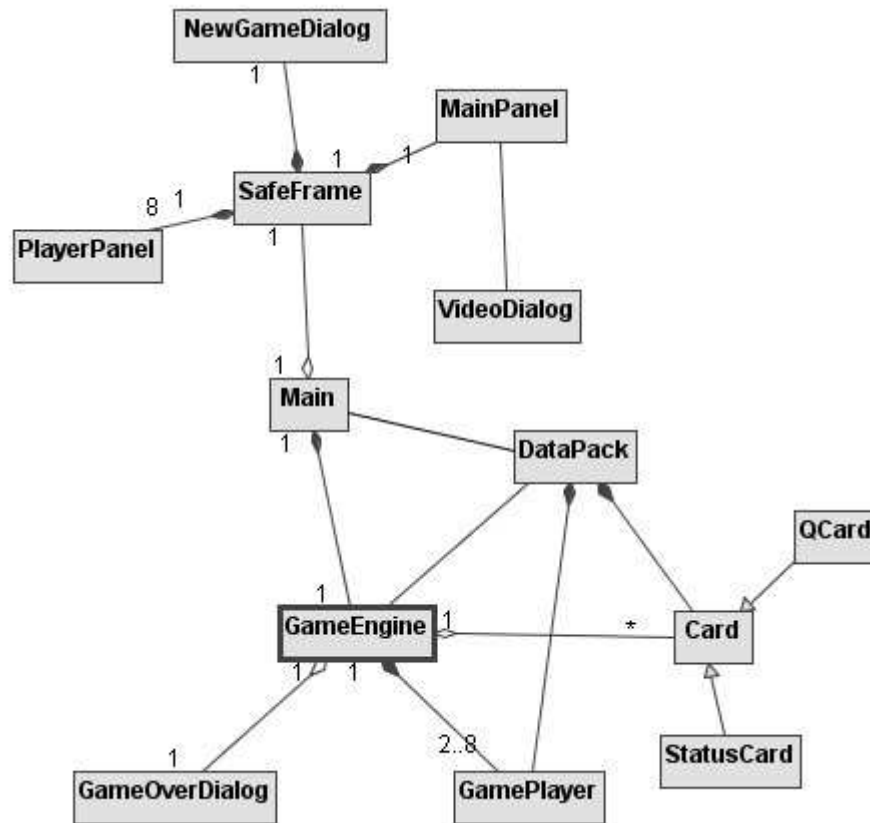 NewGameDialog
1
MainPanel
1
1
SafeFrame
8
1
1
PlayerPanel
VideoDialog
1
Main
1
DataPack
QCard
1
GameEngine
1
*
Card
1
1
2..8
1
StatusCard
GameOverDialog
GamePlayer